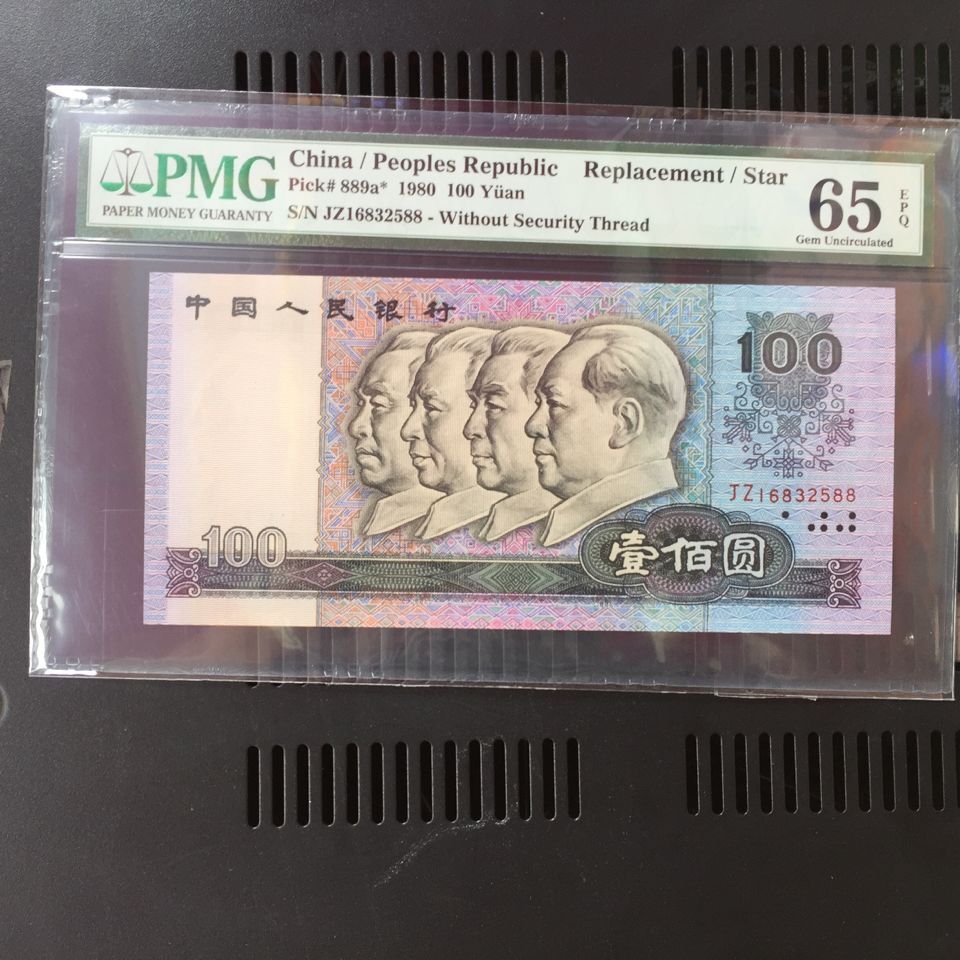 PMG
PAPER MONEY GUARANTY
China / Peoples Republic Replacement / Star
Pick# 889a* 1980 100 Yüan
S/N JZ16832588 - Without Security Thread
65
EPQ
Gem Uncirculated
中国人民银行
100
JZ16832588
100
壹佰圆